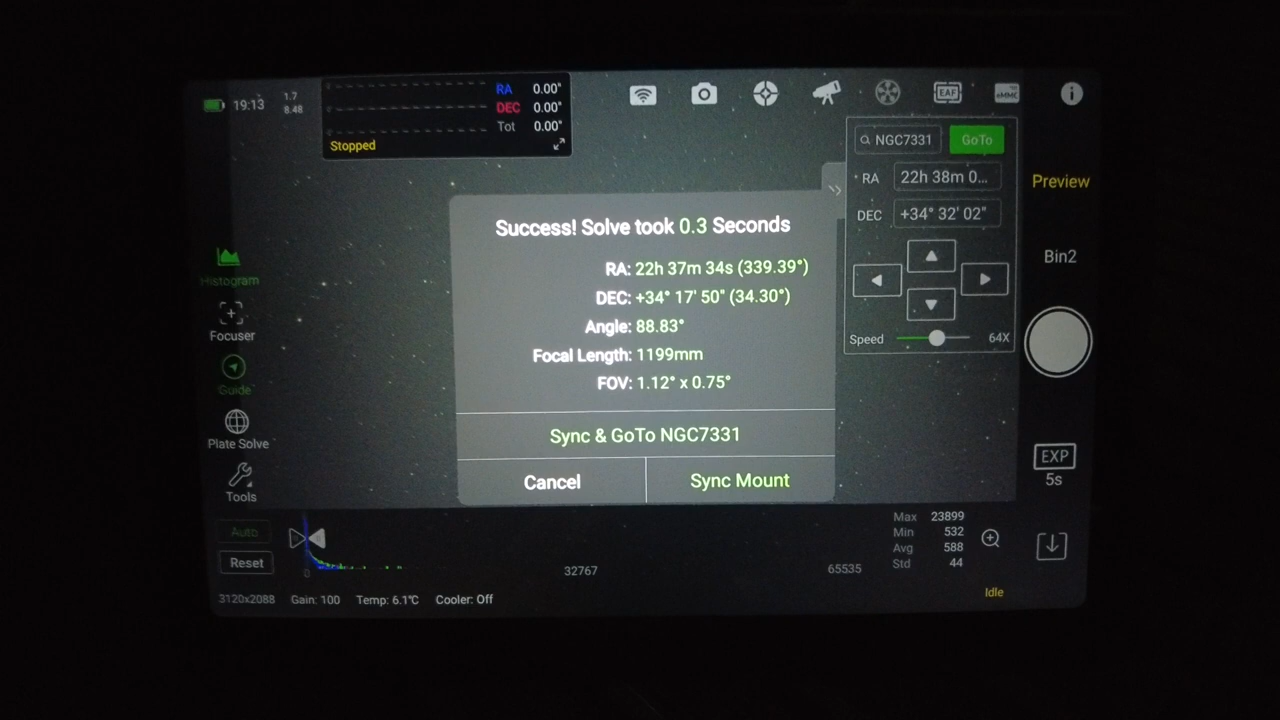 19:13
1.7
8.48
RA 0.00"
DEC 0.00"
Tot 0.00"
Stopped
EAF
eMMC
NGC7331 GoTo
RA 22h 38m 0...
DEC +34° 32' 02"
Speed 64X
Preview
Bin2
EXP
5s
Histogram
Focuser
Guide
Plate Solve
Tools
Success! Solve took 0.3 Seconds
RA: 22h 37m 34s (339.39°)
DEC: +34° 17' 50" (34.30°)
Angle: 88.83°
Focal Length: 1199mm
FOV: 1.12° x 0.75°
Sync & GoTo NGC7331
Cancel Sync Mount
Auto
Reset
0 32767 65535
Max 23899
Min 532
Avg 588
Std 44
3120x2088 Gain: 100 Temp: 6.1℃ Cooler: Off
Idle